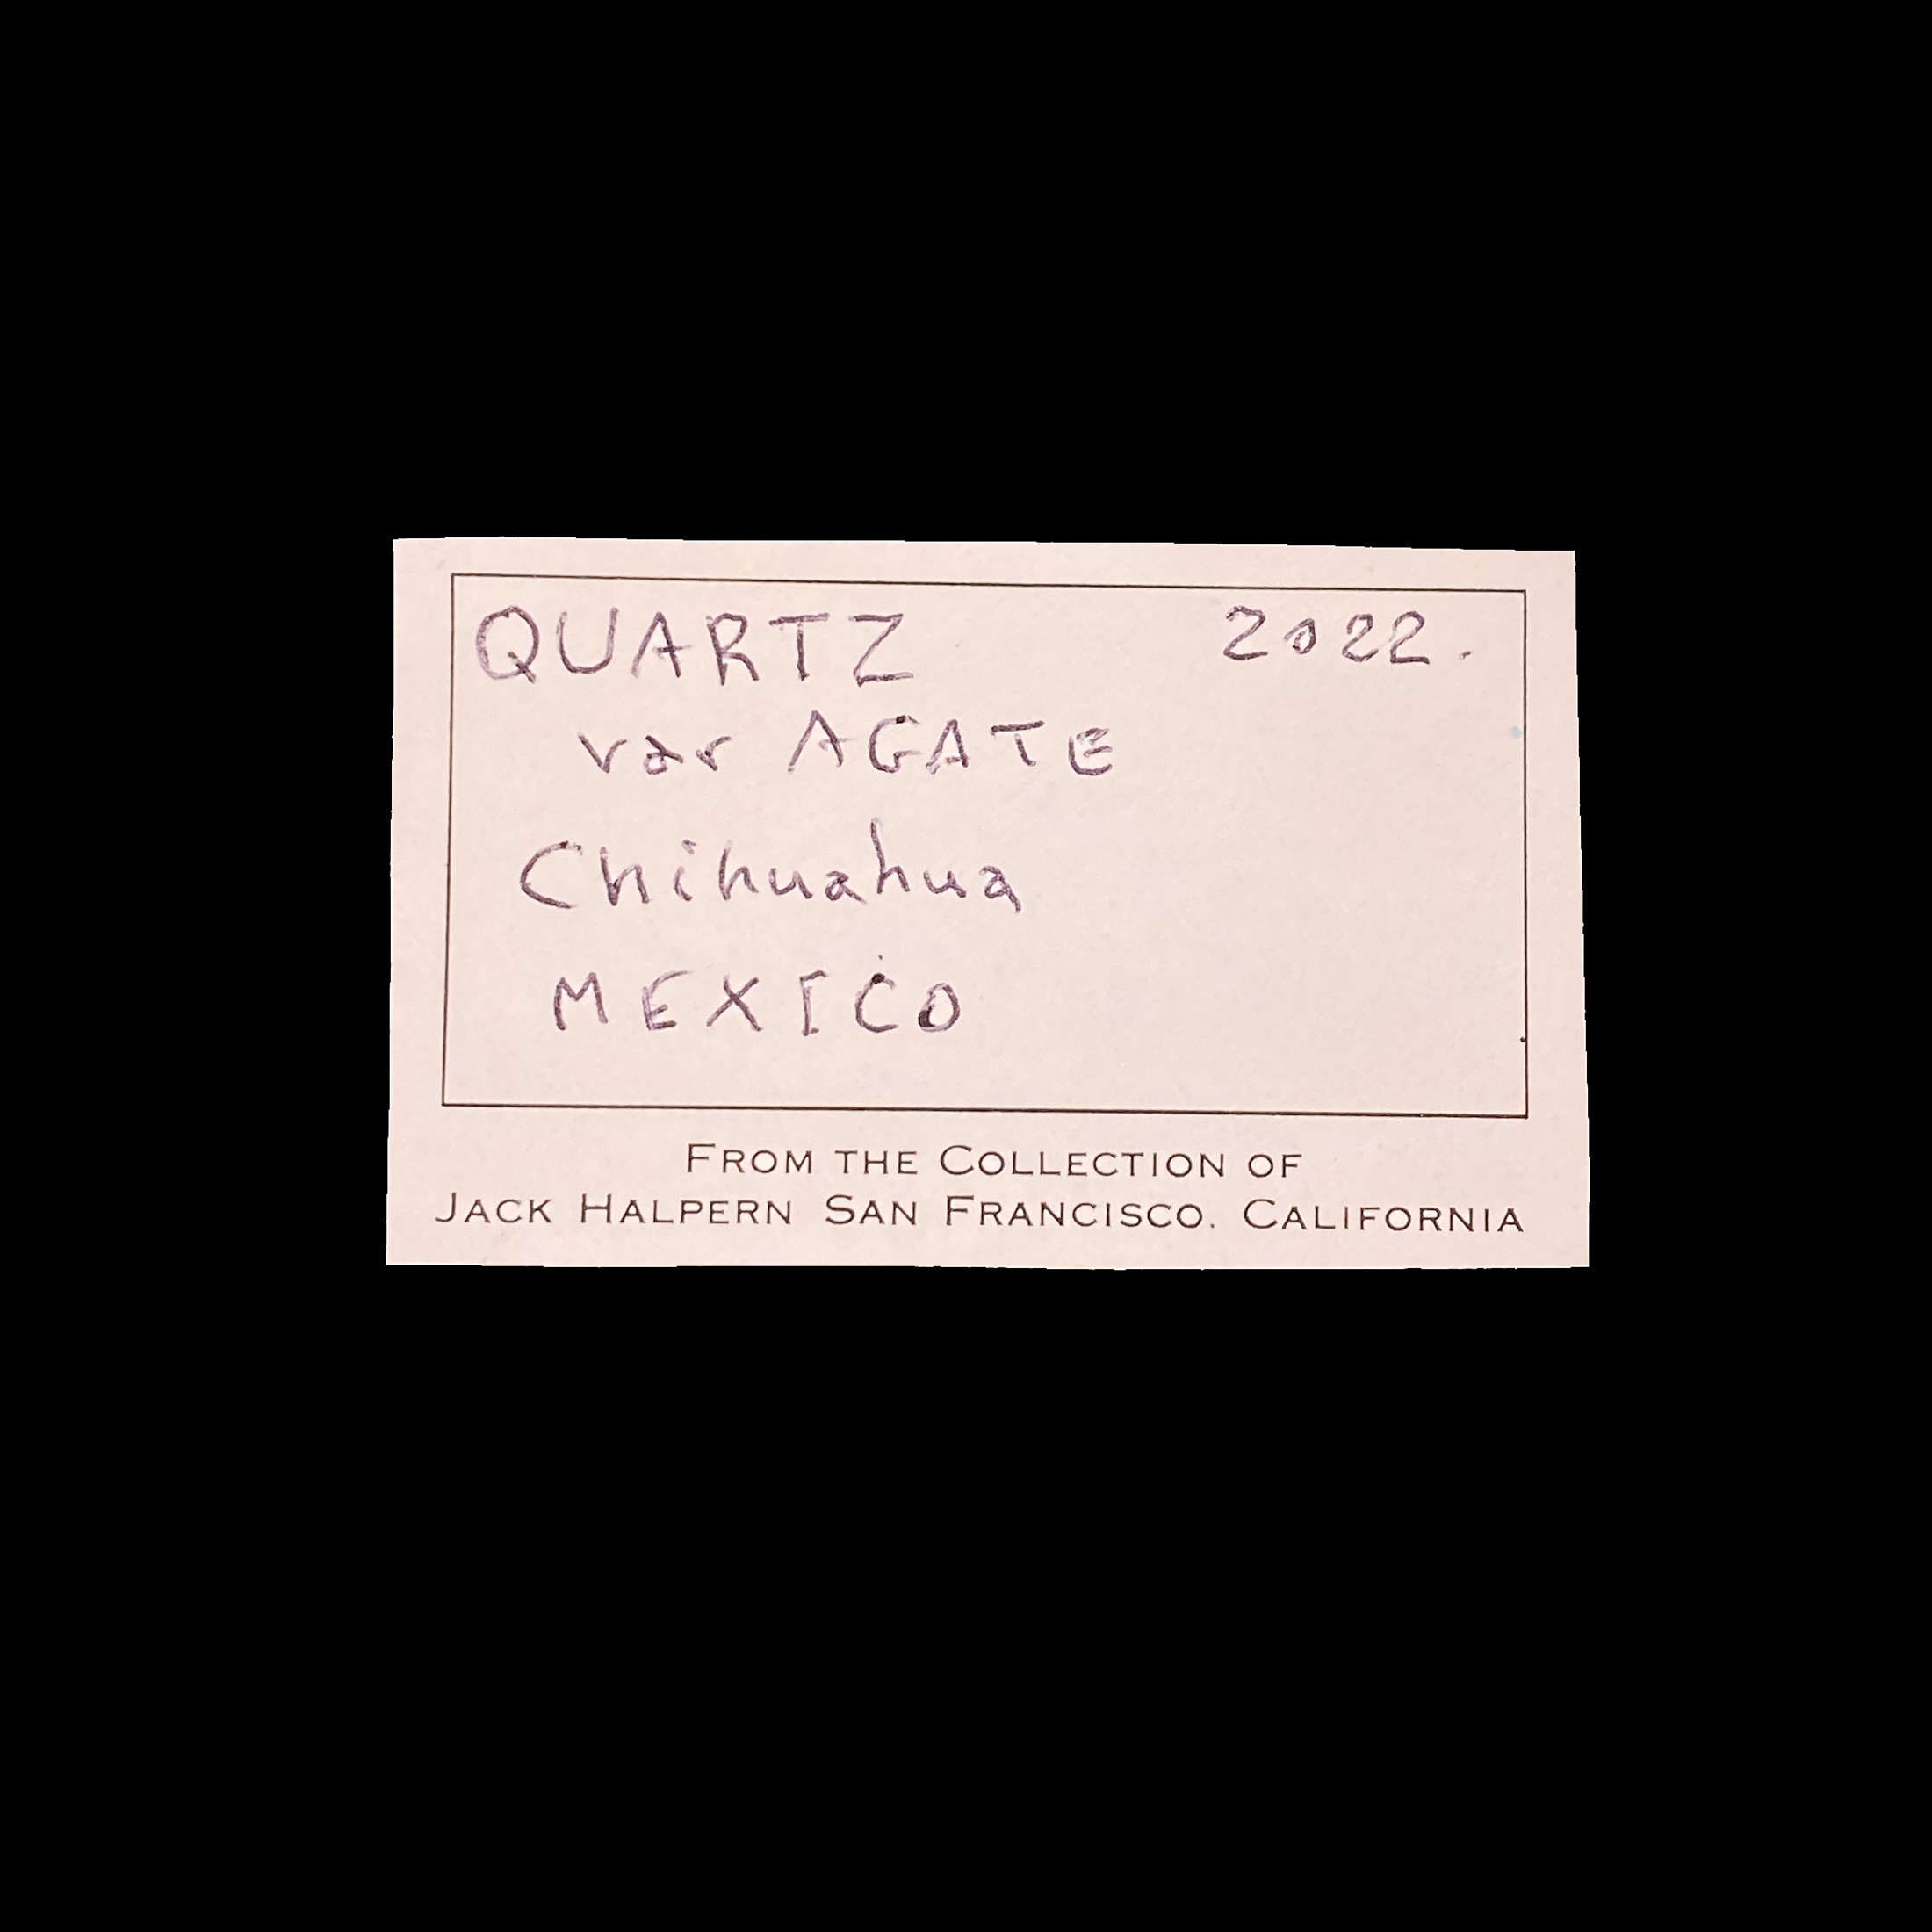 QUARTZ 2022.
var AGATE
Chihuahua
MEXICO
FROM THE COLLECTION OF
JACK HALPERN SAN FRANCISCO. CALIFORNIA